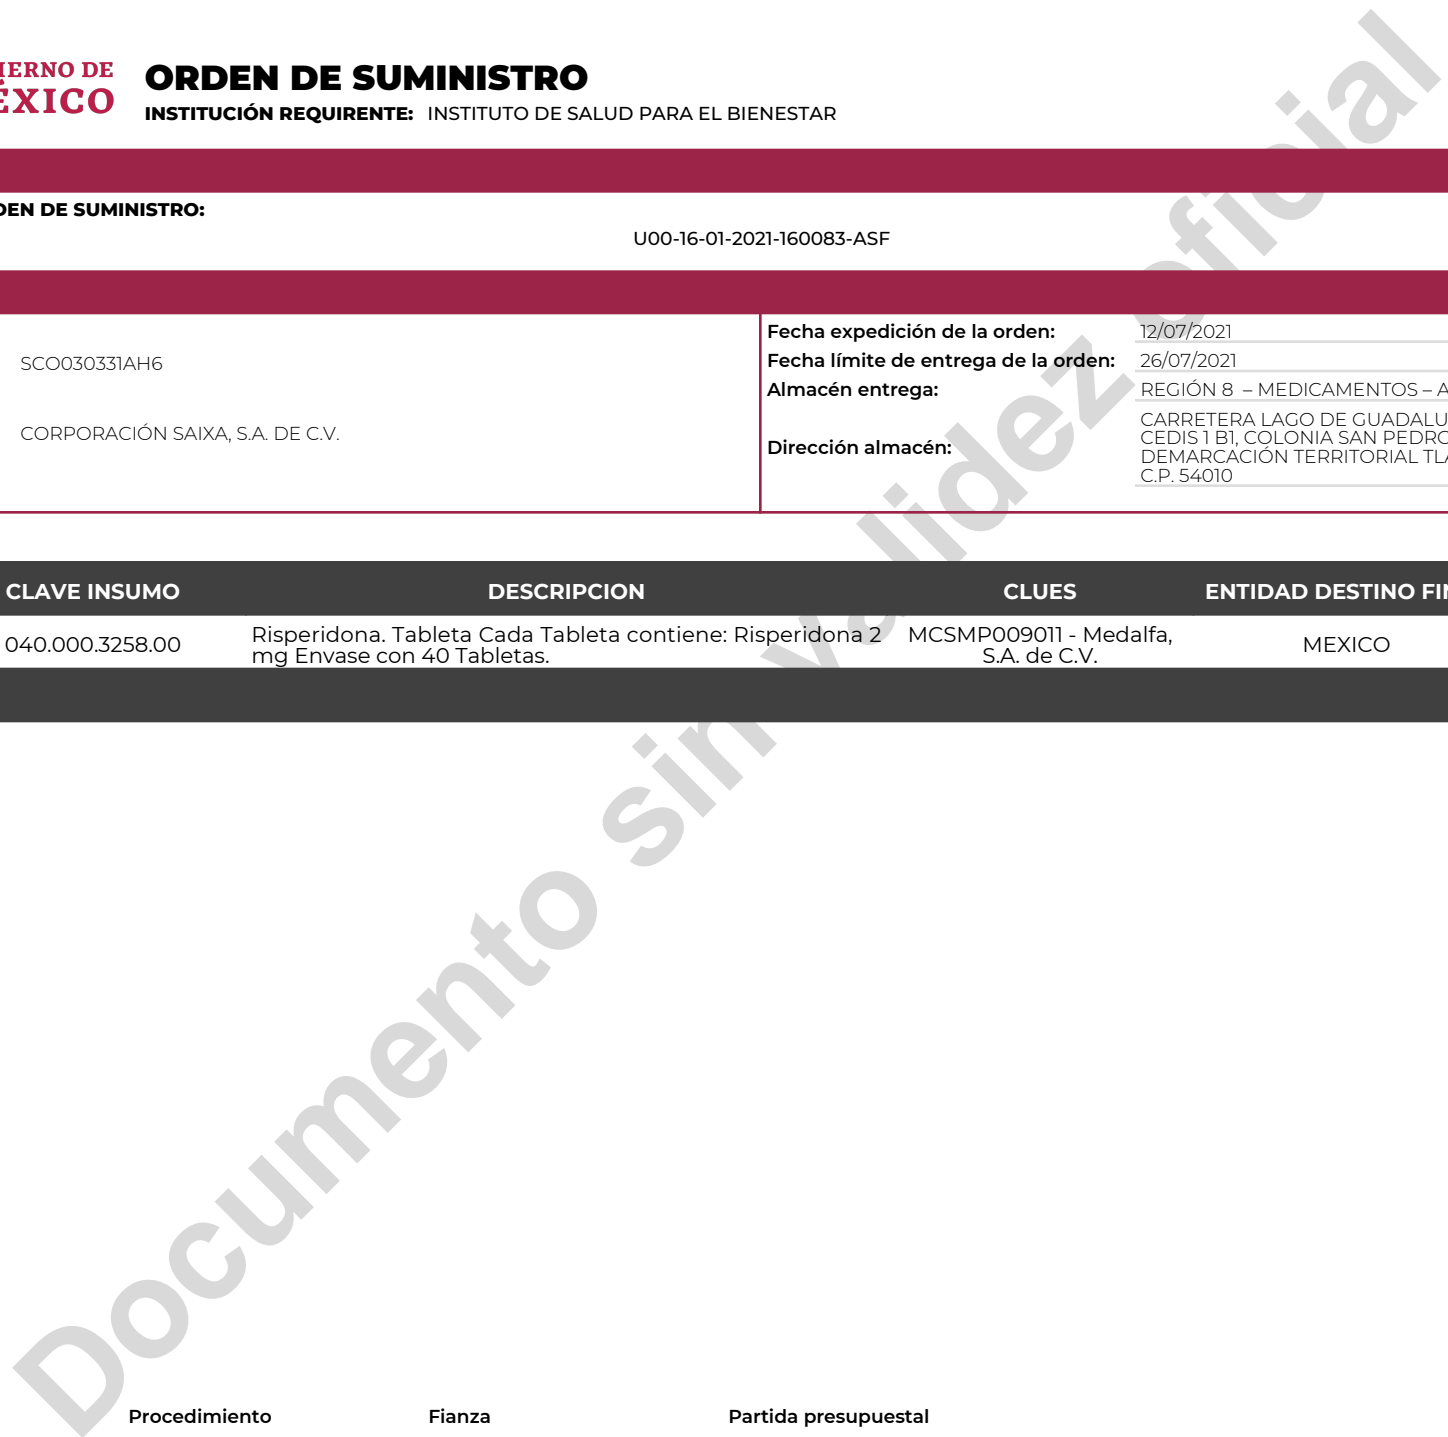 IERNO DE
ÉXICO
ORDEN DE SUMINISTRO
INSTITUCIÓN REQUIRENTE: INSTITUTO DE SALUD PARA EL BIENESTAR
DEN DE SUMINISTRO:
U00-16-01-2021-160083-ASF
SCO030331AH6
CORPORACIÓN SAIXA, S.A. DE C.V.
Fecha expedición de la orden: 12/07/2021
Fecha límite de entrega de la orden: 26/07/2021
Almacén entrega: REGIÓN 8 – MEDICAMENTOS – A
Dirección almacén: CARRETERA LAGO DE GUADALU
CEDIS 1 B1, COLONIA SAN PEDRO
DEMARCACIÓN TERRITORIAL TLA
C.P. 54010
CLAVE INSUMO DESCRIPCION CLUES ENTIDAD DESTINO FIN
040.000.3258.00 Risperidona. Tableta Cada Tableta contiene: Risperidona 2 MCSMP009011 - Medalfa, MEXICO
mg Envase con 40 Tabletas. S.A. de C.V.
Documento sin validez oficial
Procedimiento Fianza Partida presupuestal